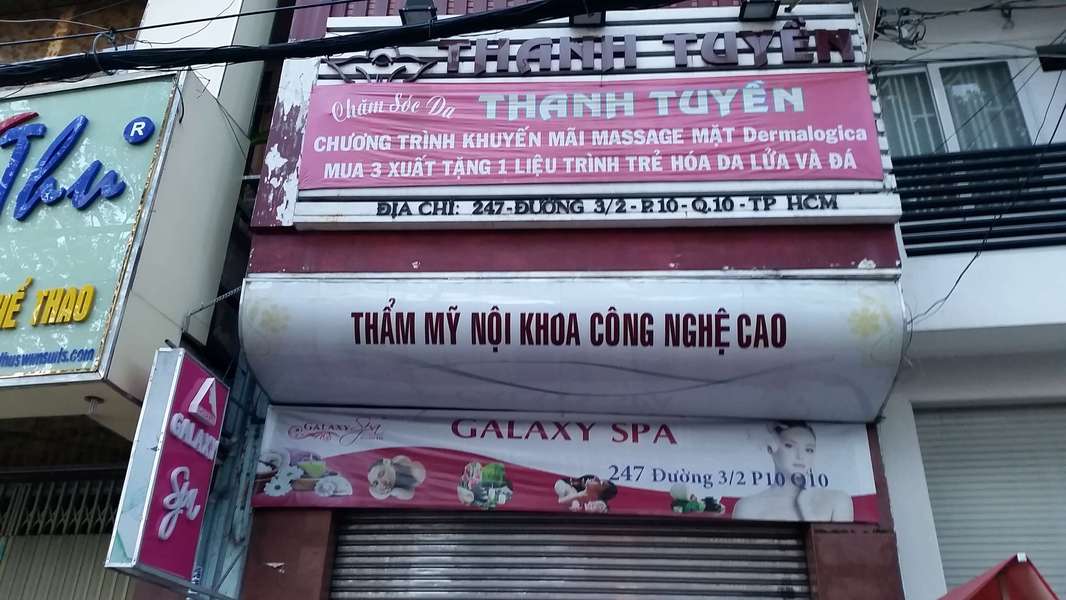 THANH TUYỀN
Chăm Sóc Da THANH TUYỀN
CHƯƠNG TRÌNH KHUYẾN MÃI MASSAGE MẶT Dermalogica
MUA 3 XUẤT TẶNG 1 LIỆU TRÌNH TRẺ HÓA DA LỬA VÀ ĐÁ
ĐỊA CHỈ: 247-ĐƯỜNG 3/2-P.10-Q.10-TP HCM
THẨM MỸ NỘI KHOA CÔNG NGHỆ CAO
GALAXY Spa
GALAXY SPA
247 Đường 3/2 P10 Q10
GALAXY
Spa
Thu ®
THAO